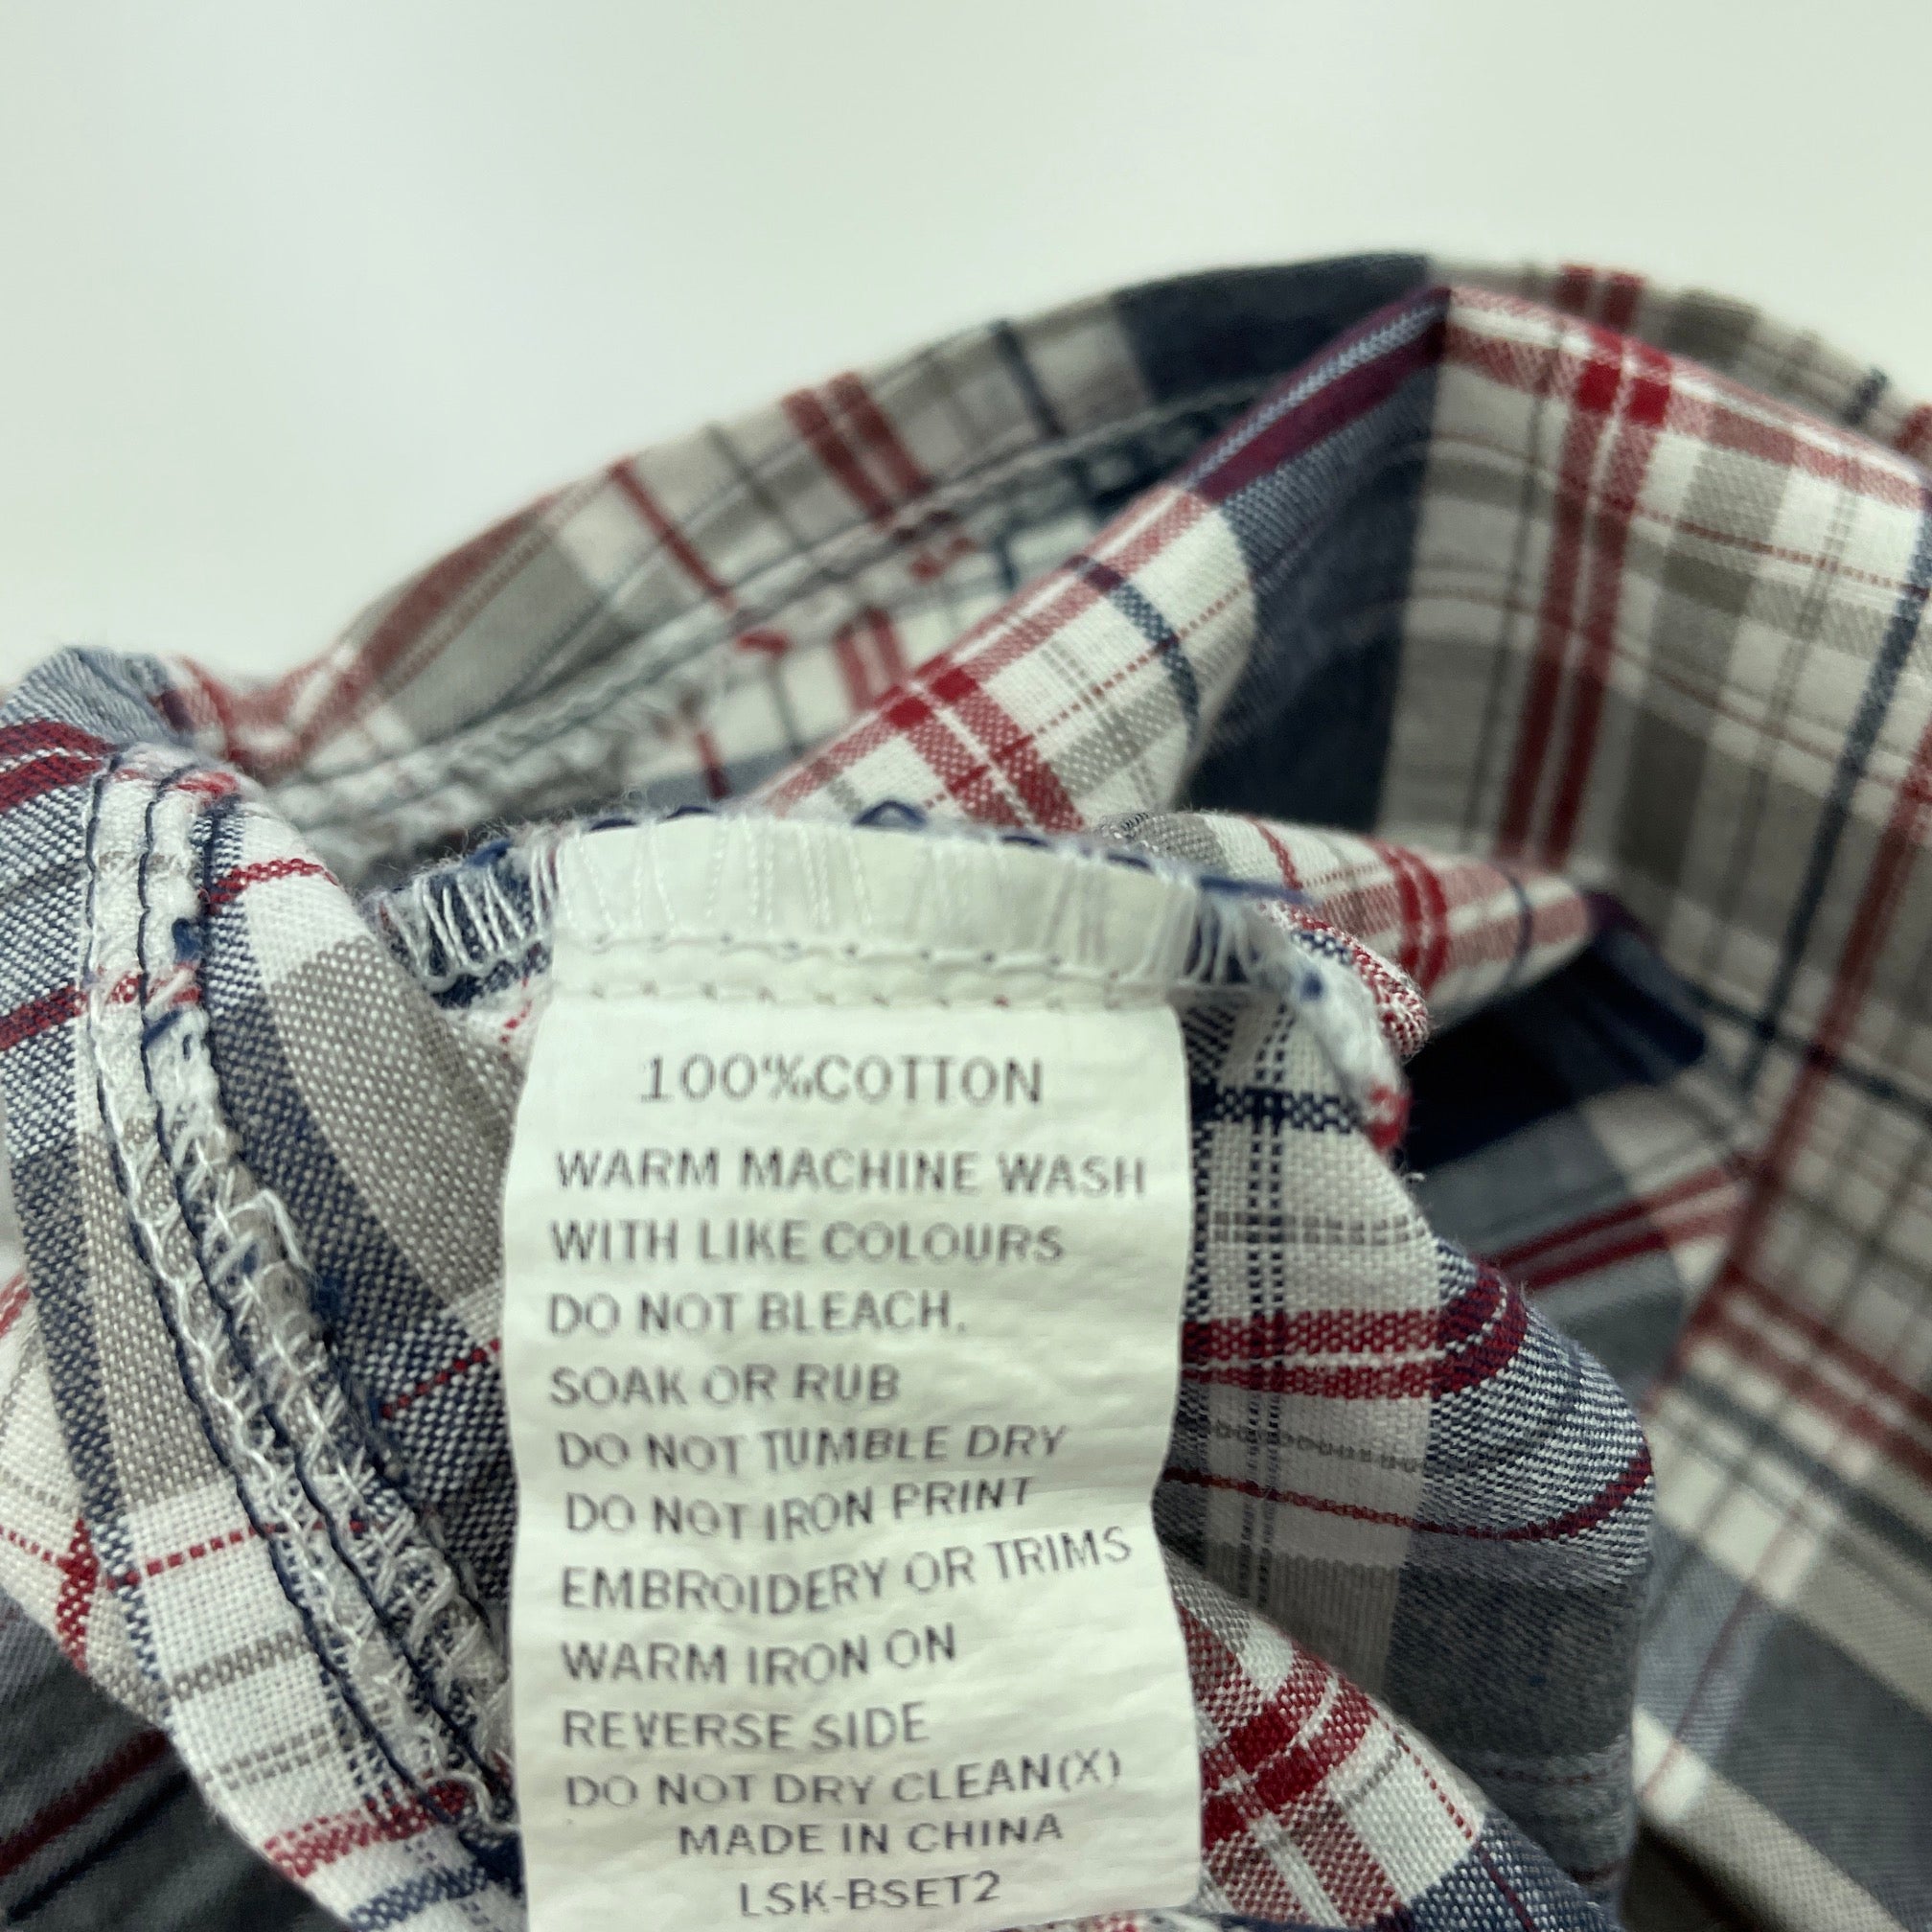 100%COTTON
WARM MACHINE WASH
WITH LIKE COLOURS
DO NOT BLEACH.
SOAK OR RUB
DO NOT TUMBLE DRY
DO NOT IRON PRINT
EMBROIDERY OR TRIMS
WARM IRON ON
REVERSE SIDE
DO NOT DRY CLEAN(X)
MADE IN CHINA
LSK-BSET2